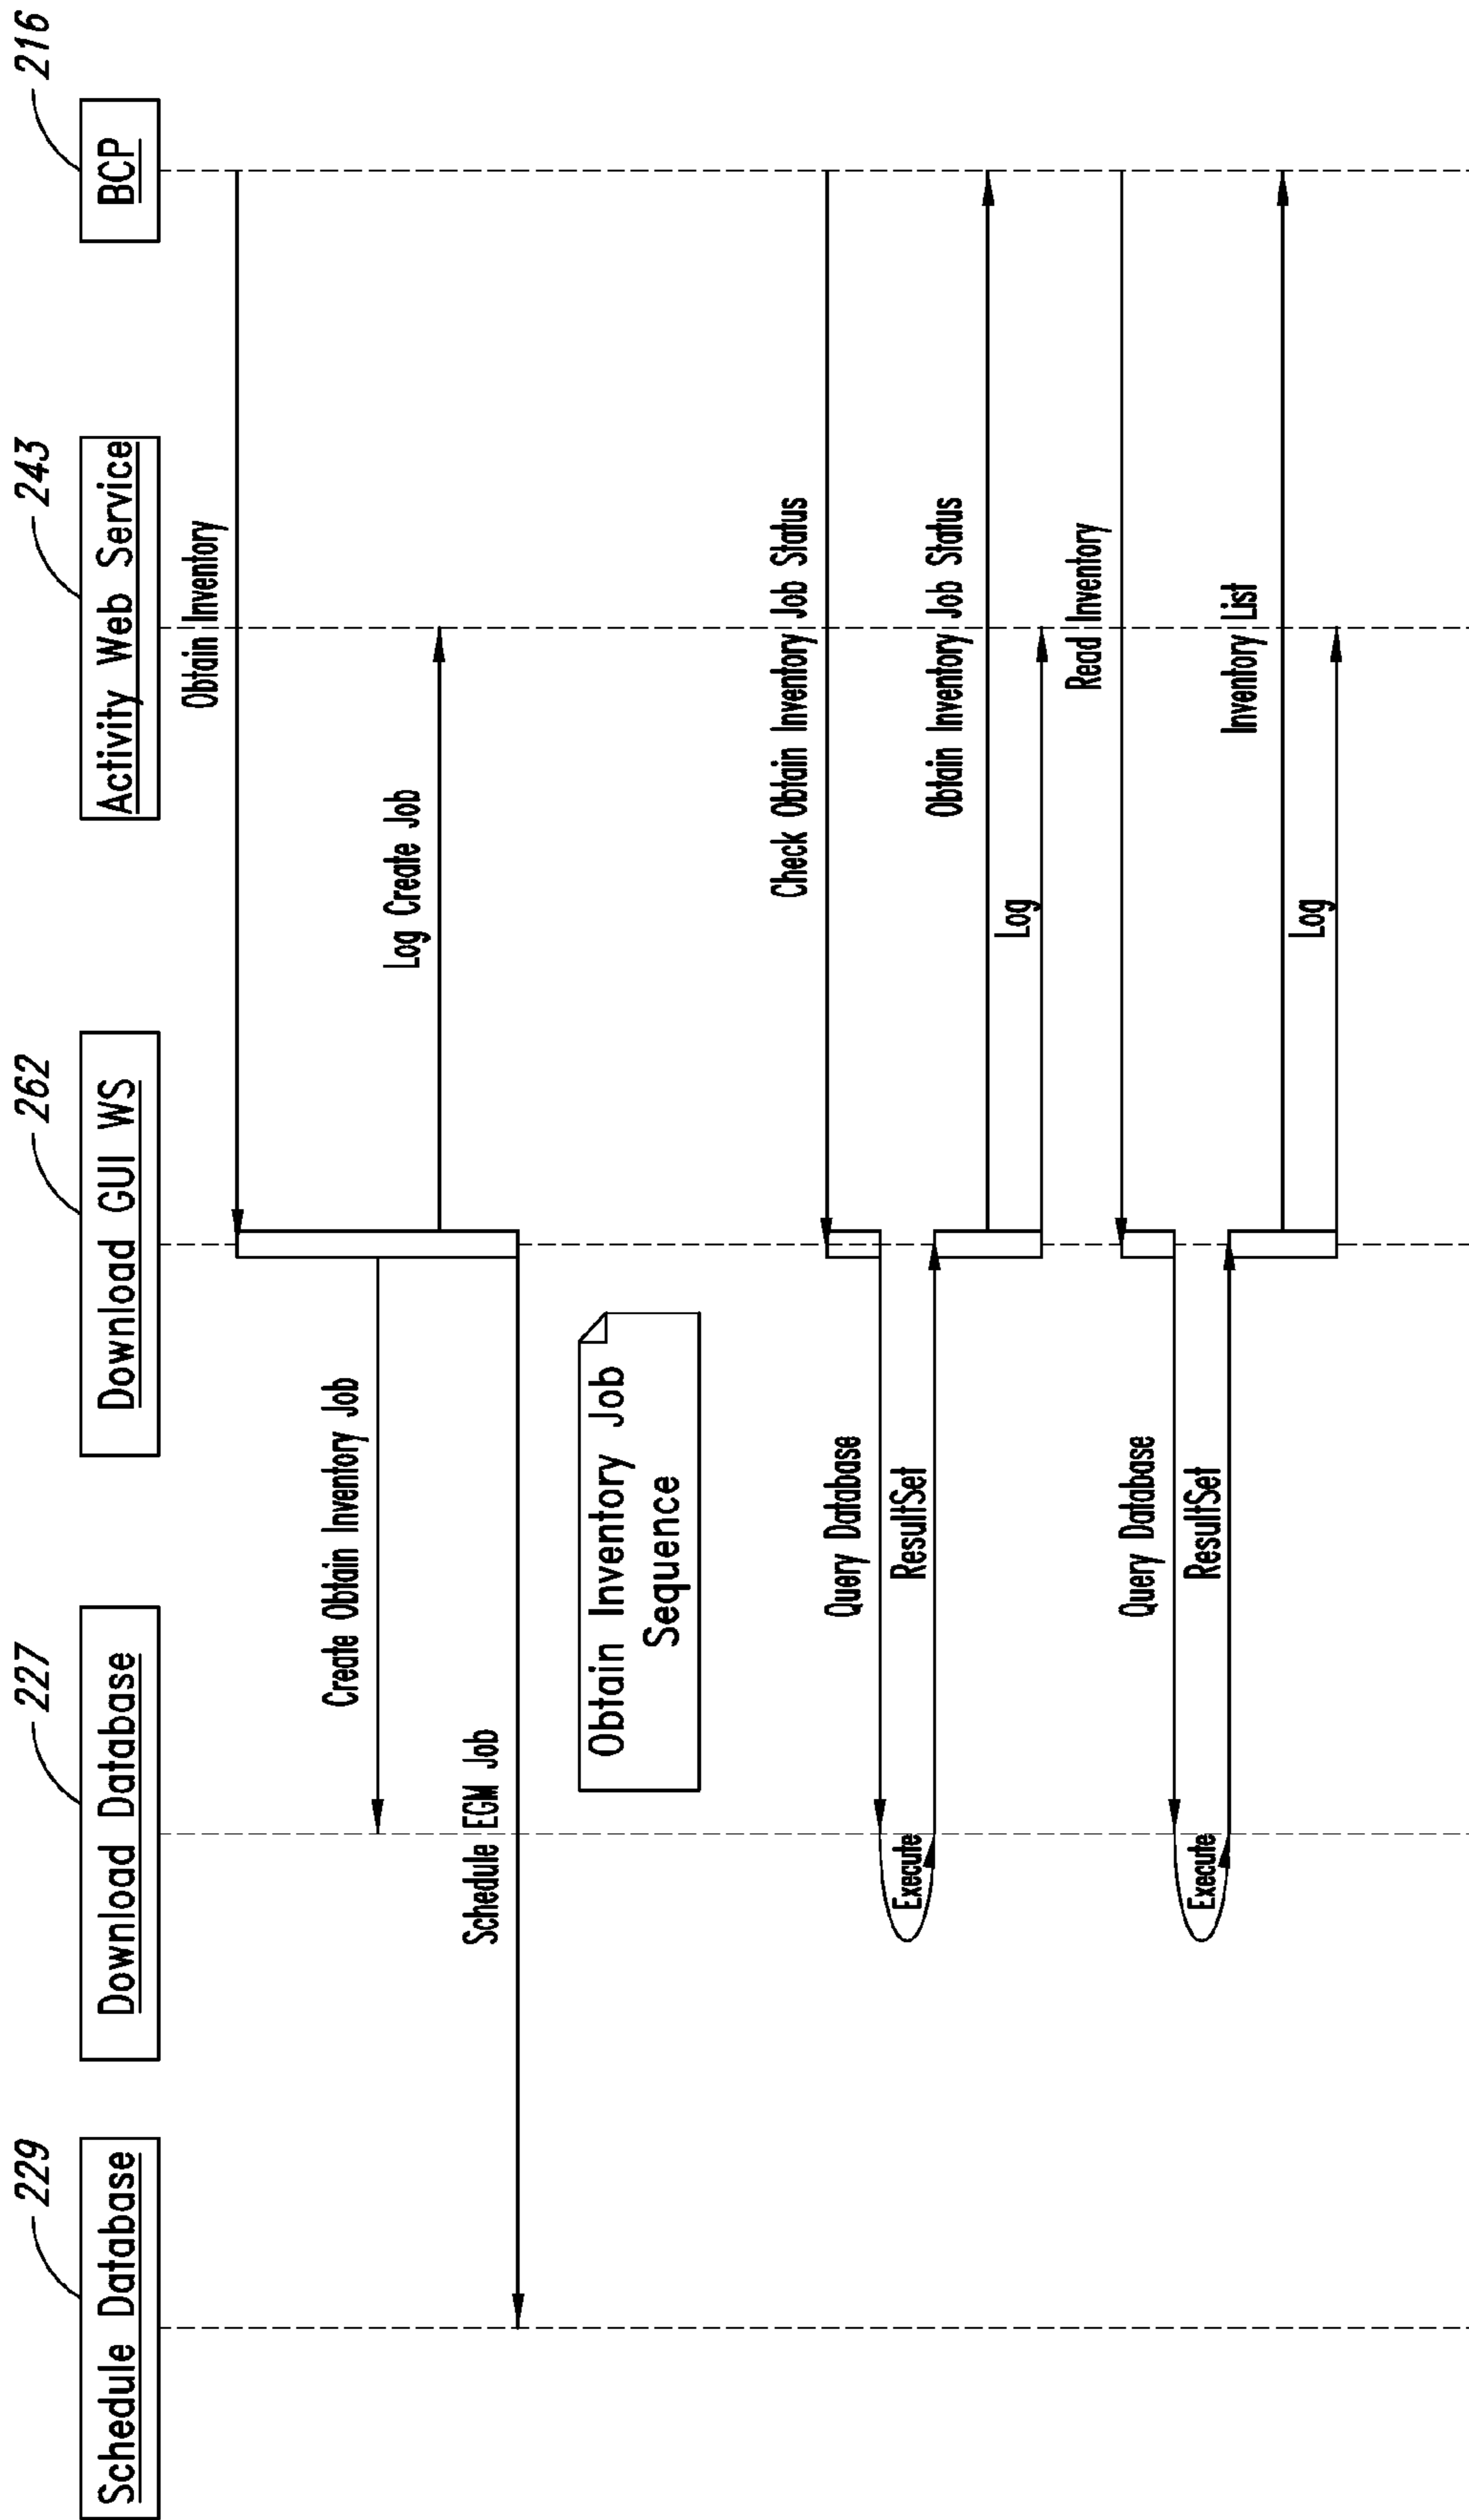 229
227
262
243
216
Schedule Database
Download Database
Download GUI WS
Activity Web Service
BCP
Obtain Inventory
Create Obtain Inventory Job
Log Create Job
Schedule EGM Job
Obtain Inventory Job
Sequence
Check Obtain Inventory Job Status
Query Database
Execute
ResultSet
Obtain Inventory Job Status
Log
Read Inventory
Query Database
Execute
ResultSet
Inventory List
Log